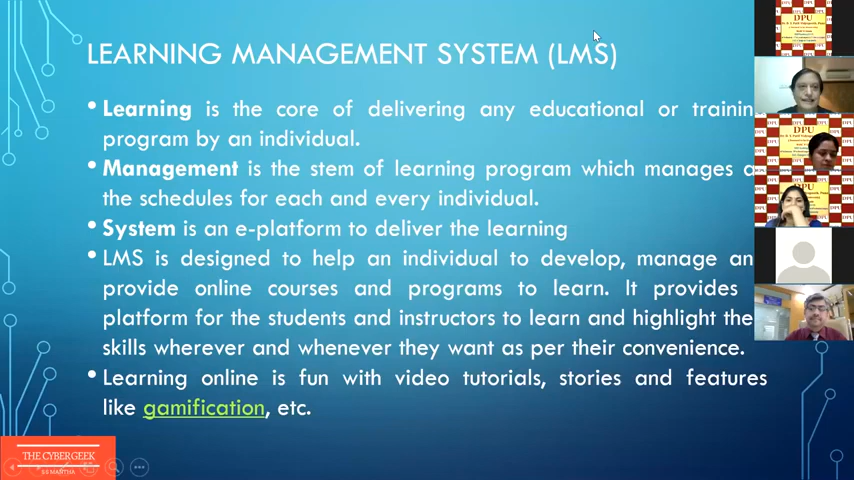 LEARNING MANAGEMENT SYSTEM (LMS)
• Learning is the core of delivering any educational or trainin
program by an individual.
• Management is the stem of learning program which manages a
the schedules for each and every individual.
• System is an e-platform to deliver the learning
• LMS is designed to help an individual to develop, manage an
provide online courses and programs to learn. It provides
platform for the students and instructors to learn and highlight the
skills wherever and whenever they want as per their convenience.
• Learning online is fun with video tutorials, stories and features
like gamification, etc.
THE CYBERGEEK
SS MANTHA
DPU
DPU
DPU